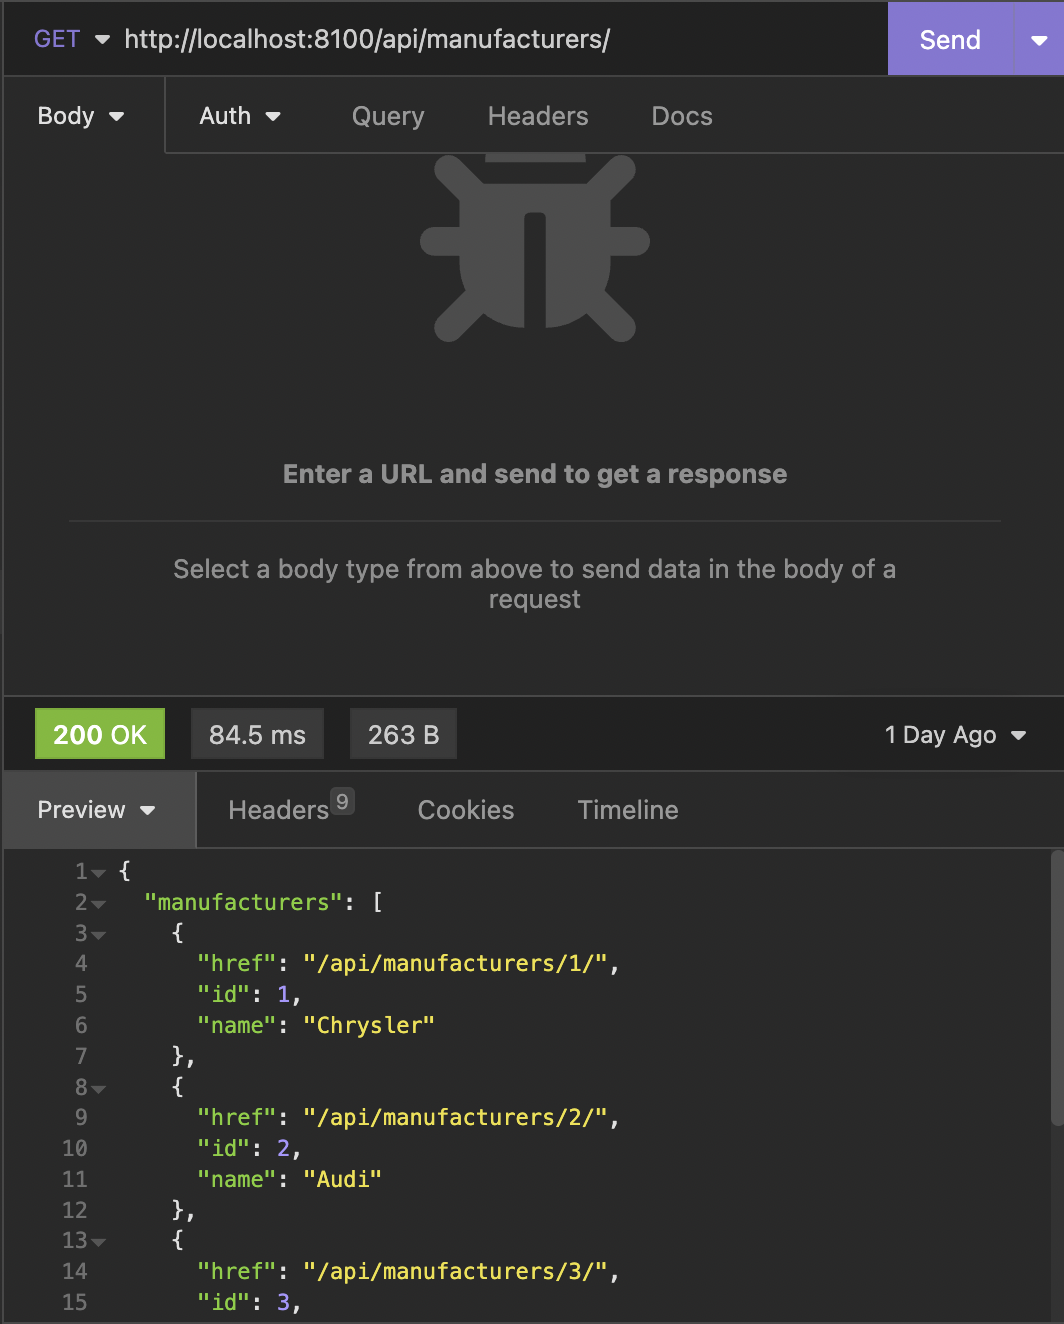 GET http://localhost:8100/api/manufacturers/ Send
Body Auth Query Headers Docs
Enter a URL and send to get a response
Select a body type from above to send data in the body of a
request
200 OK 84.5 ms 263 B 1 Day Ago
Preview Headers 9 Cookies Timeline
1 {
2 "manufacturers": [
3 {
4 "href": "/api/manufacturers/1/",
5 "id": 1,
6 "name": "Chrysler"
7 },
8 {
9 "href": "/api/manufacturers/2/",
10 "id": 2,
11 "name": "Audi"
12 },
13 {
14 "href": "/api/manufacturers/3/",
15 "id": 3,